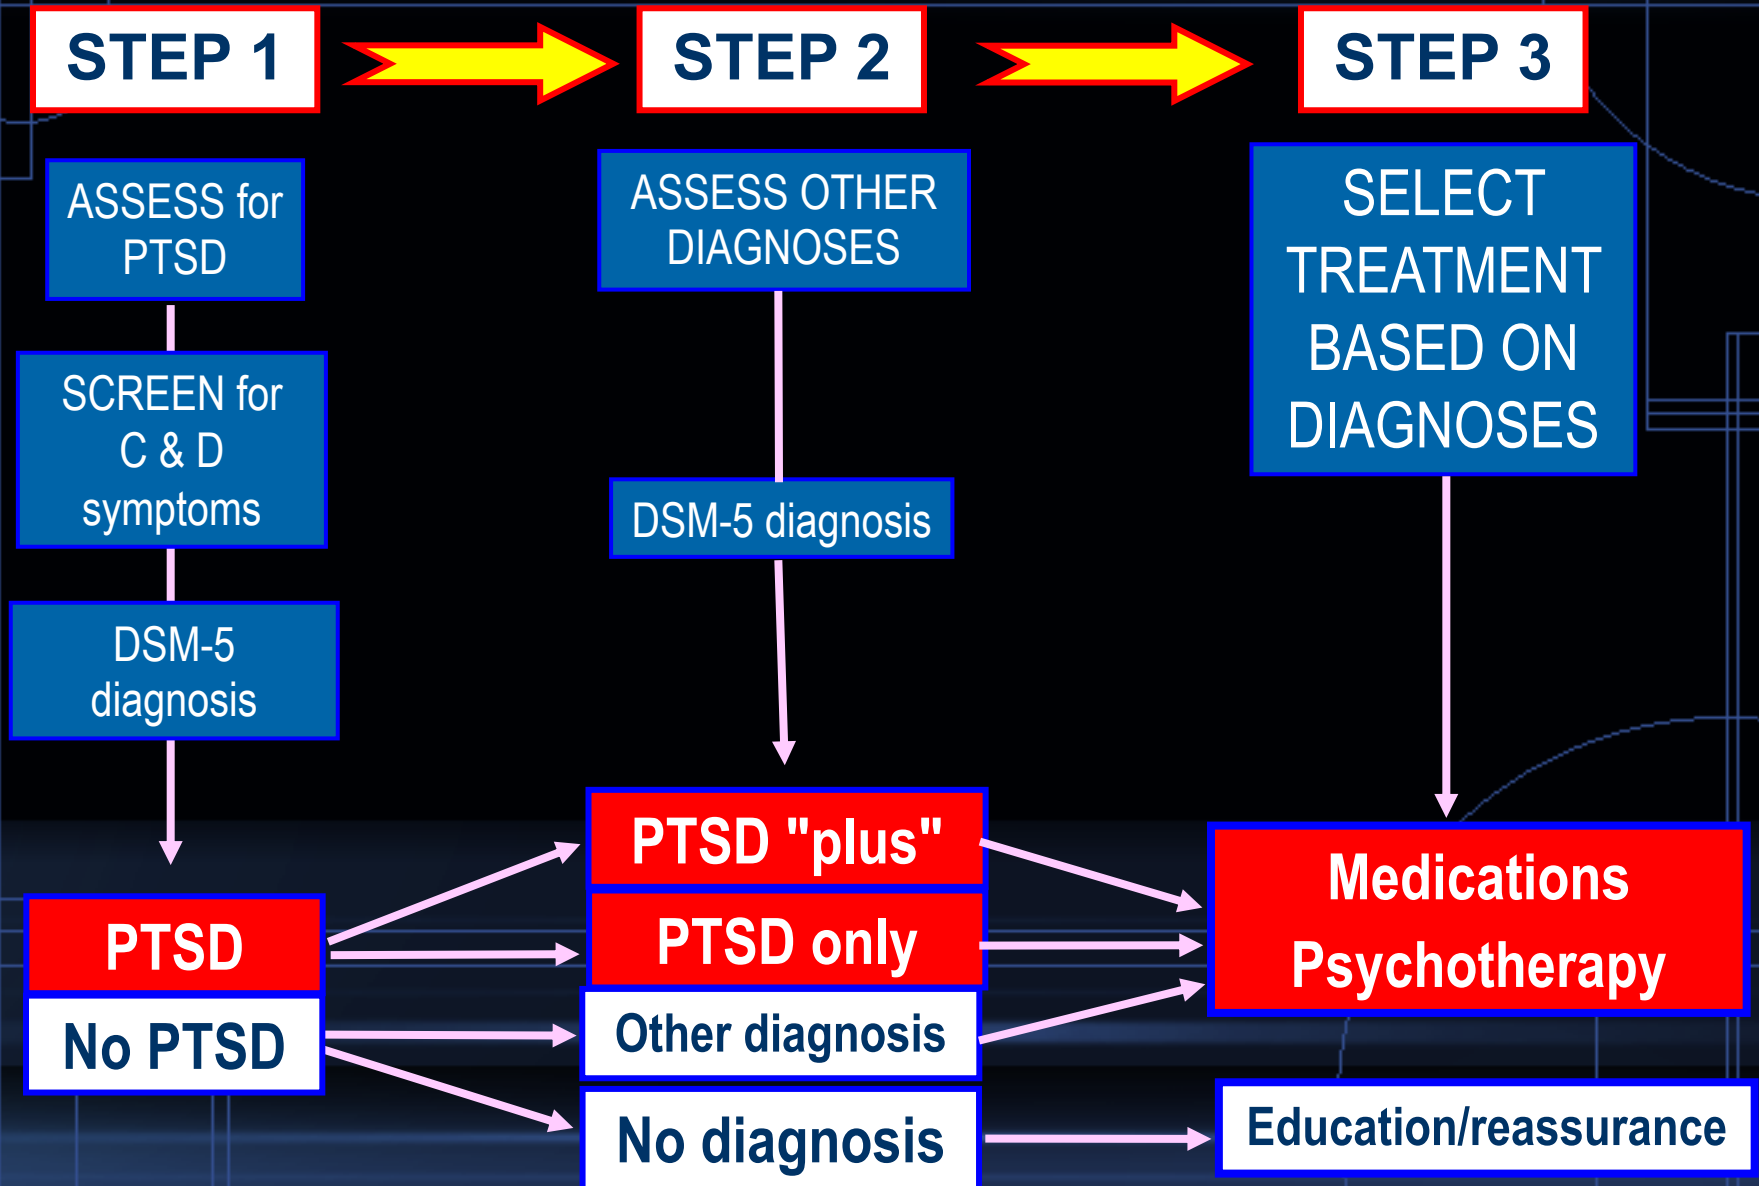 STEP 1
STEP 2
STEP 3
ASSESS for
PTSD
SCREEN for
C & D
symptoms
DSM-5
diagnosis
PTSD
No PTSD
ASSESS OTHER
DIAGNOSES
DSM-5 diagnosis
PTSD "plus"
PTSD only
Other diagnosis
No diagnosis
SELECT
TREATMENT
BASED ON
DIAGNOSES
Medications
Psychotherapy
Education/reassurance